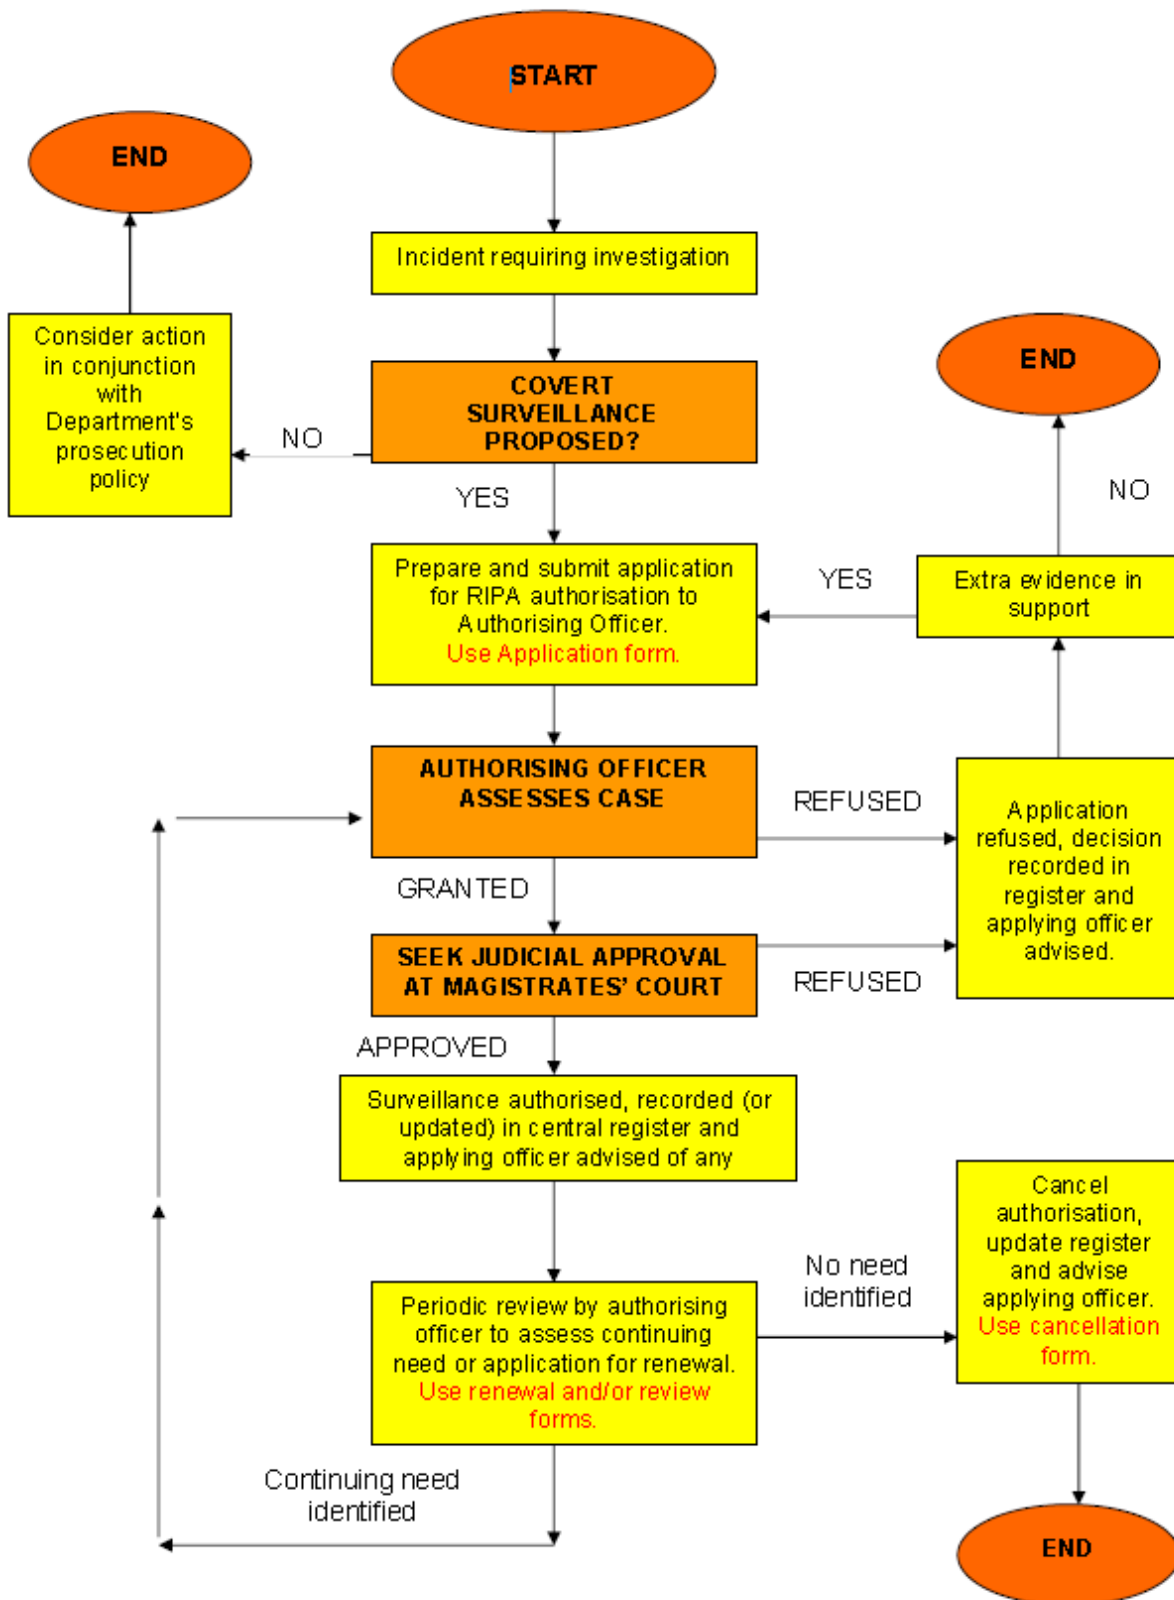 START
END
Incident requiring investigation
Consider action
in conjunction
with
Department's
prosecution
policy
NO
COVERT
SURVEILLANCE
PROPOSED?
END
YES
NO
Prepare and submit application
for RIPA authorisation to
Authorising Officer.
Use Application form.
YES
Extra evidence in
support
AUTHORISING OFFICER
ASSESSES CASE
REFUSED
Application
refused, decision
recorded in
register and
applying officer
advised.
GRANTED
SEEK JUDICIAL APPROVAL
AT MAGISTRATES’ COURT
REFUSED
APPROVED
Surveillance authorised, recorded (or
updated) in central register and
applying officer advised of any
Periodic review by authorising
officer to assess continuing
need or application for renewal.
Use renewal and/or review
forms.
No need
identified
Cancel
authorisation,
update register
and advise
applying officer.
Use cancellation
form.
Continuing need
identified
END